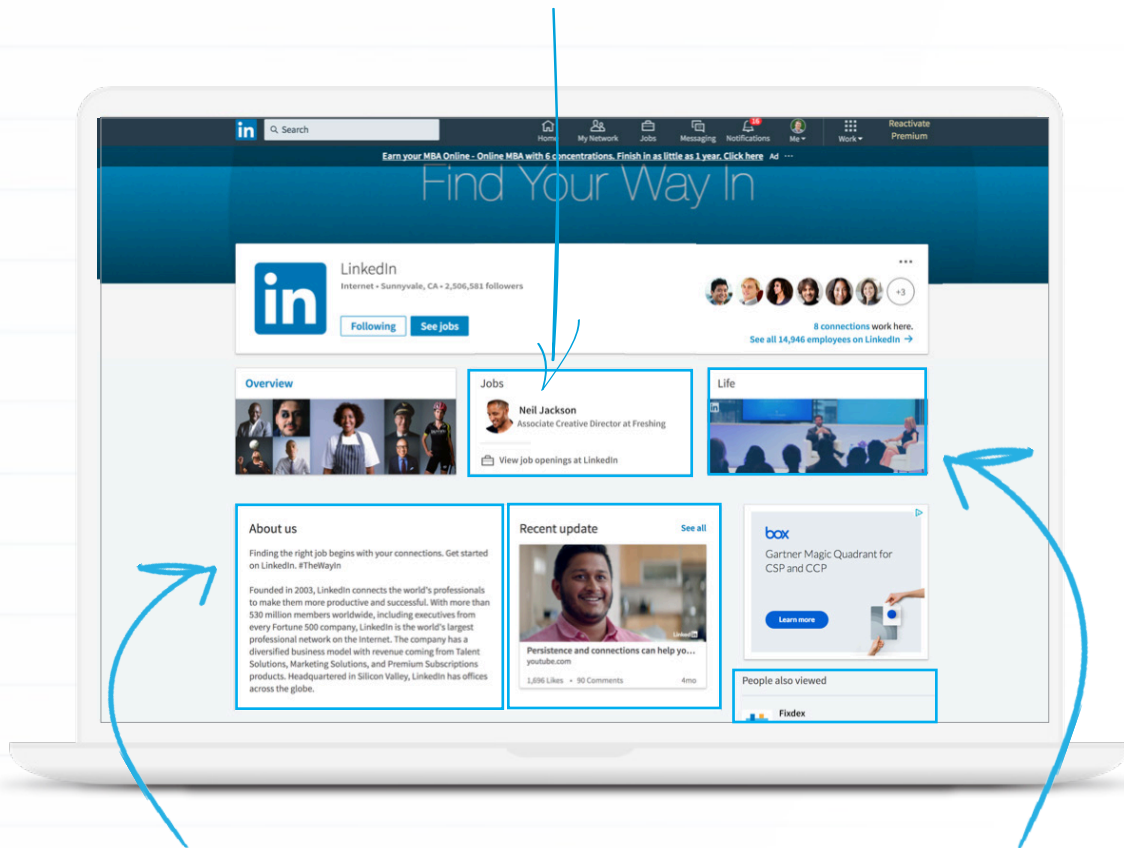 in Search Home My Network Jobs Messaging 16 Notifications Me Work Reactivate
Premium
Earn your MBA Online - Online MBA with 6 concentrations. Finish in as little as 1 year. Click here Ad ...
Find Your Way In
in
LinkedIn
Internet • Sunnyvale, CA • 2,506,581 followers
Following See jobs
+3
8 connections work here.
See all 14,946 employees on LinkedIn →
Overview
Jobs
Neil Jackson
Associate Creative Director at Freshing
View job openings at LinkedIn
Life
in
About us
Finding the right job begins with your connections. Get started
on LinkedIn. #TheWayIn
Founded in 2003, LinkedIn connects the world's professionals
to make them more productive and successful. With more than
530 million members worldwide, including executives from
every Fortune 500 company, LinkedIn is the world's largest
professional network on the Internet. The company has a
diversified business model with revenue coming from Talent
Solutions, Marketing Solutions, and Premium Subscriptions
products. Headquartered in Silicon Valley, LinkedIn has offices
across the globe.
Recent update See all
LinkedIn
Persistence and connections can help yo...
youtube.com
1,696 Likes • 90 Comments 4mo
box
Gartner Magic Quadrant for
CSP and CCP
Learn more
People also viewed
Fixdex